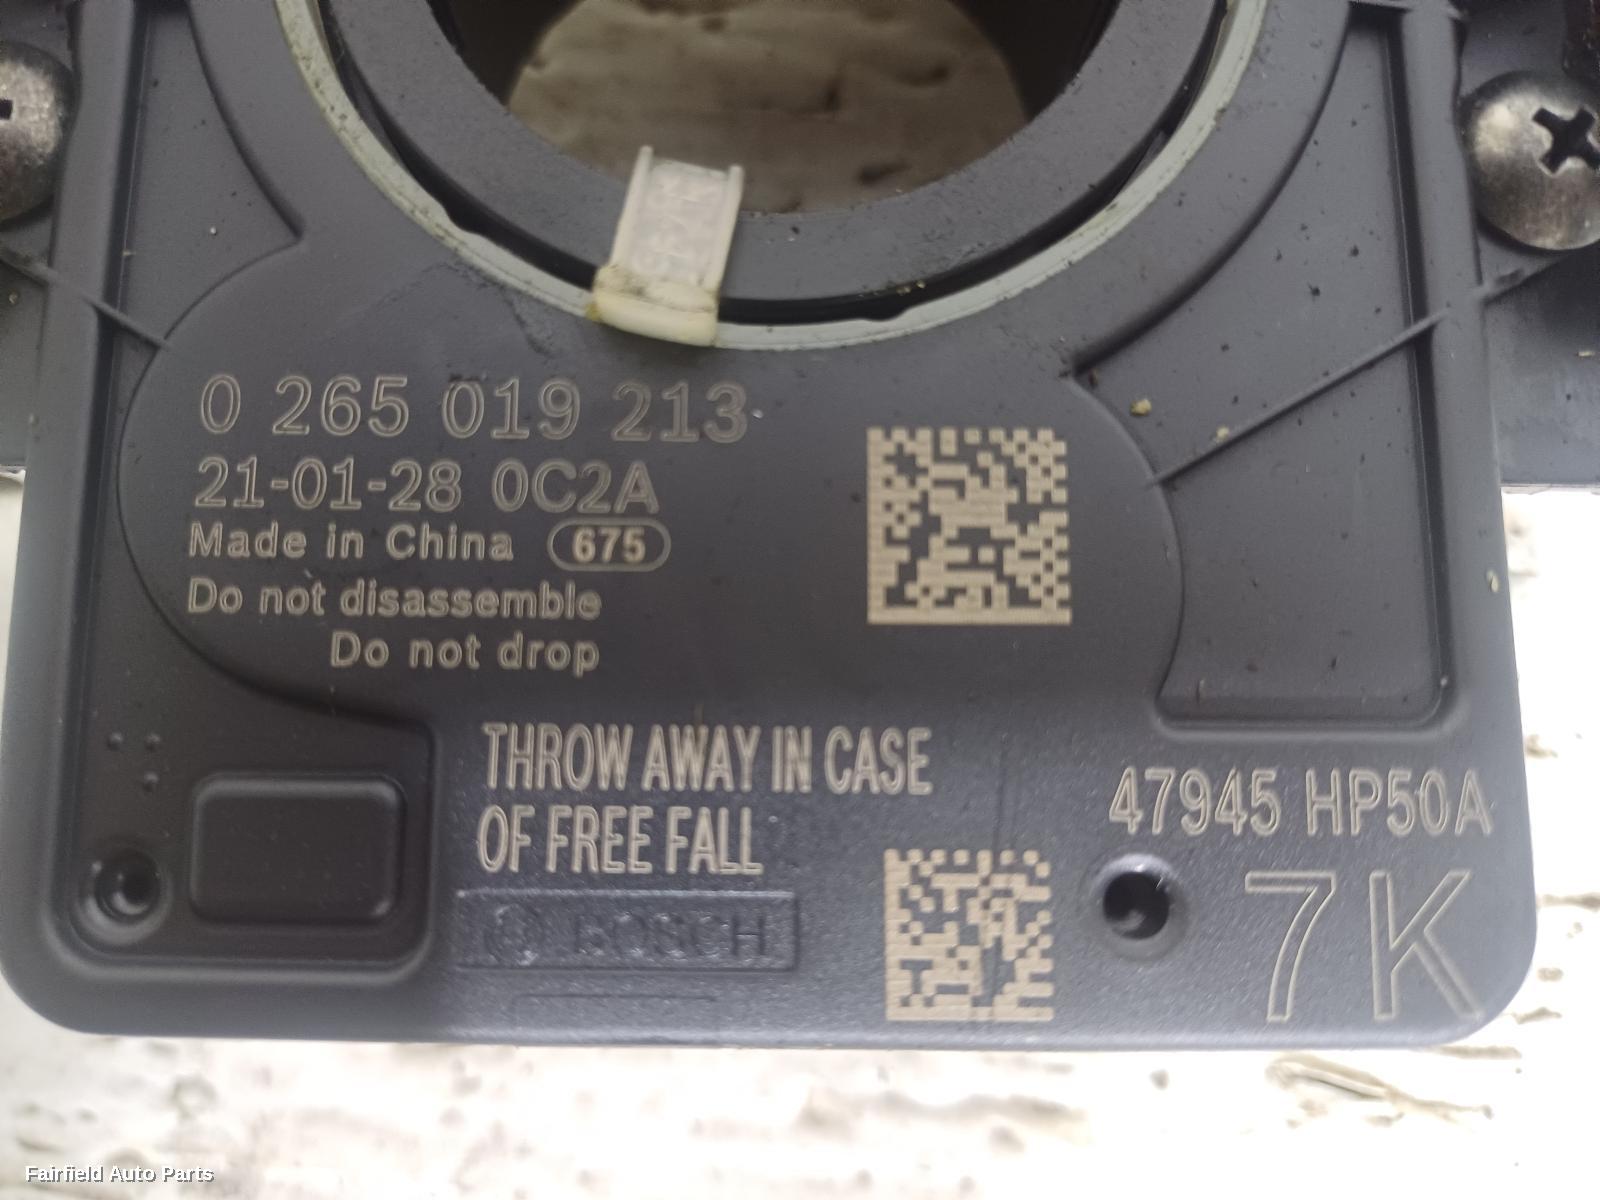 0 265 019 213
21-01-28 0C2A
Made in China 675
Do not disassemble
Do not drop
THROW AWAY IN CASE
OF FREE FALL
BOSCH
47945 HP50A
7K
Fairfield Auto Parts